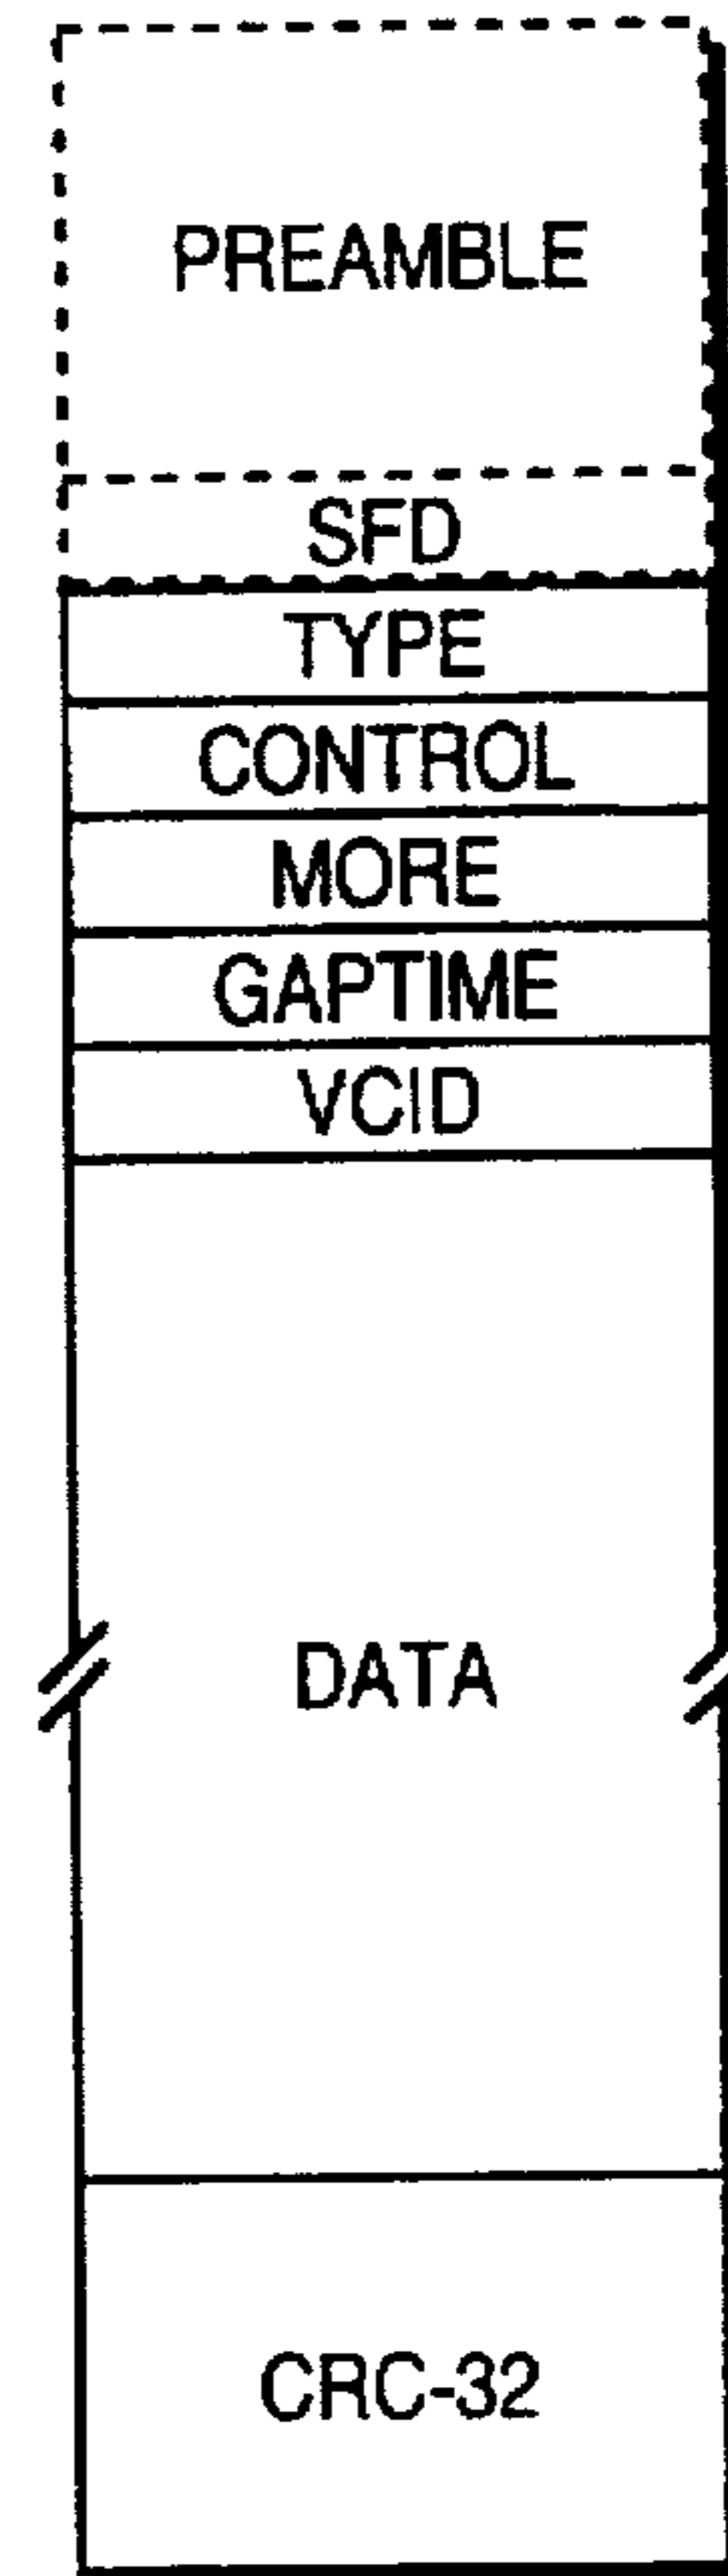 PREAMBLE
SFD
TYPE
CONTROL
MORE
GAPTIME
VCID
DATA
CRC-32